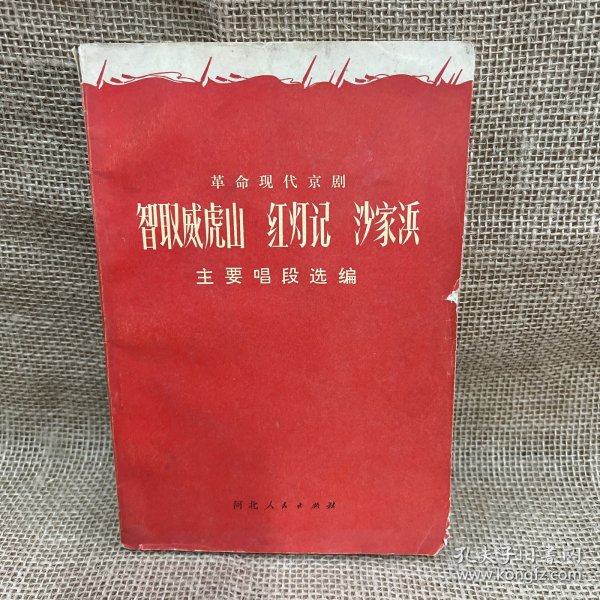 革命现代京剧
智取威虎山 红灯记 沙家浜
主要唱段选编
河北人民出版社
孔夫子旧书网
www.kongfz.com